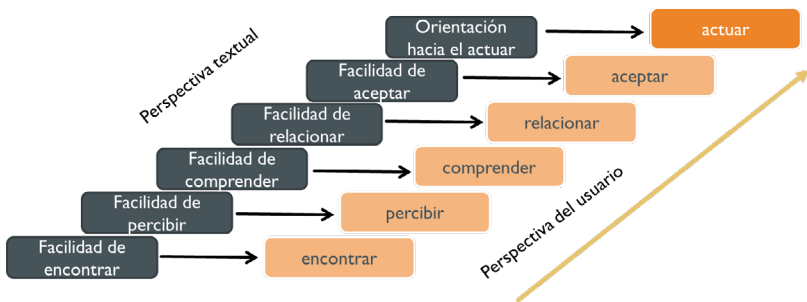 Orientación
hacia el actuar
actuar
Perspectiva textual
Facilidad de
aceptar
aceptar
Facilidad de
relacionar
relacionar
Facilidad de
comprender
comprender
Facilidad de
percibir
percibir
Perspectiva del usuario
Facilidad de
encontrar
encontrar